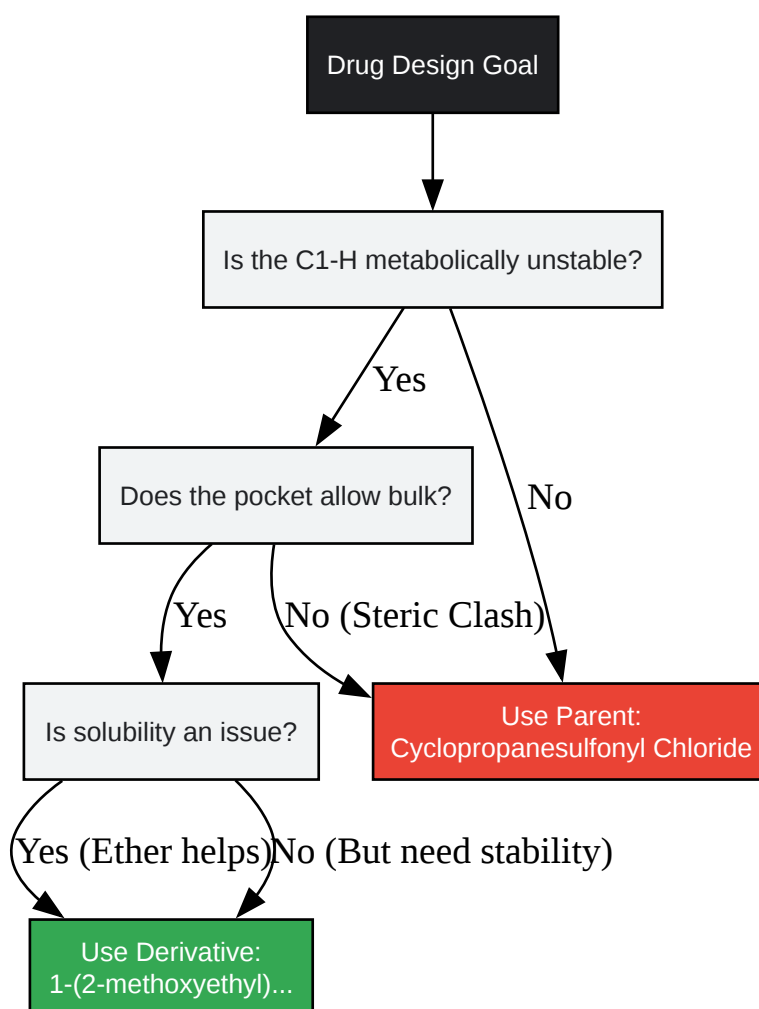 Drug Design Goal
Is the C1-H metabolically unstable?
Yes
Does the pocket allow bulk?
No
Yes
No (Steric Clash)
Is solubility an issue?
Use Parent:
Cyclopropanesulfonyl Chloride
Yes (Ether helps)
No (But need stability)
Use Derivative:
1-(2-methoxyethyl)...